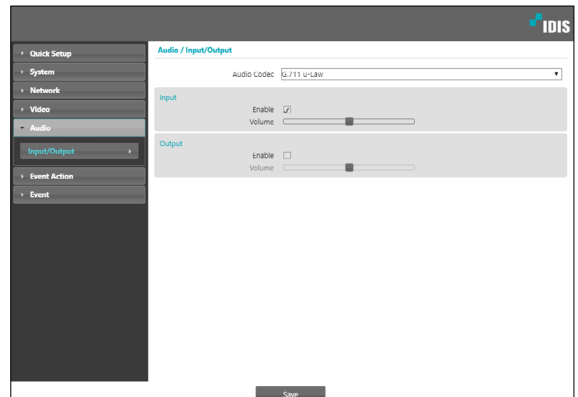 IDIS
Quick Setup
System
Network
Video
Audio
Input/Output
Event Action
Event
Audio / Input/Output
Audio Codec G.711 u-Law
Input
Enable
Volume
Output
Enable
Volume
Save